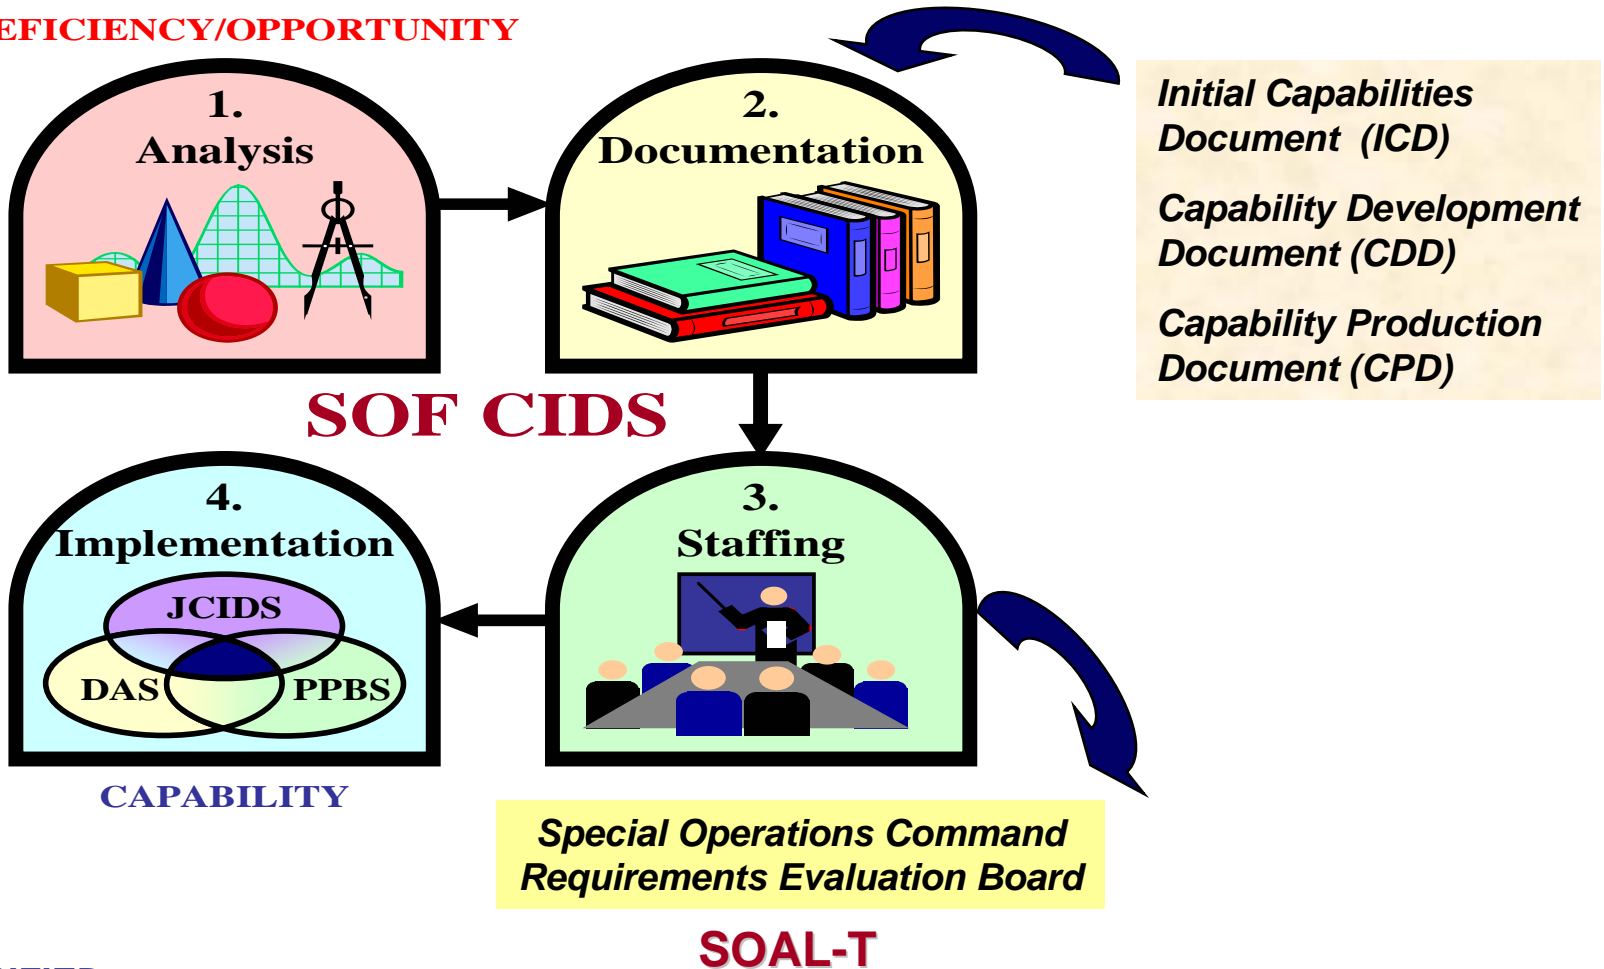 EFICIENCY/OPPORTUNITY
1.
Analysis
2.
Documentation
Initial Capabilities
Document (ICD)
Capability Development
Document (CDD)
Capability Production
Document (CPD)
SOF CIDS
4.
Implementation
JCIDS
DAS
PPBS
3.
Staffing
CAPABILITY
Special Operations Command
Requirements Evaluation Board
SOAL-T